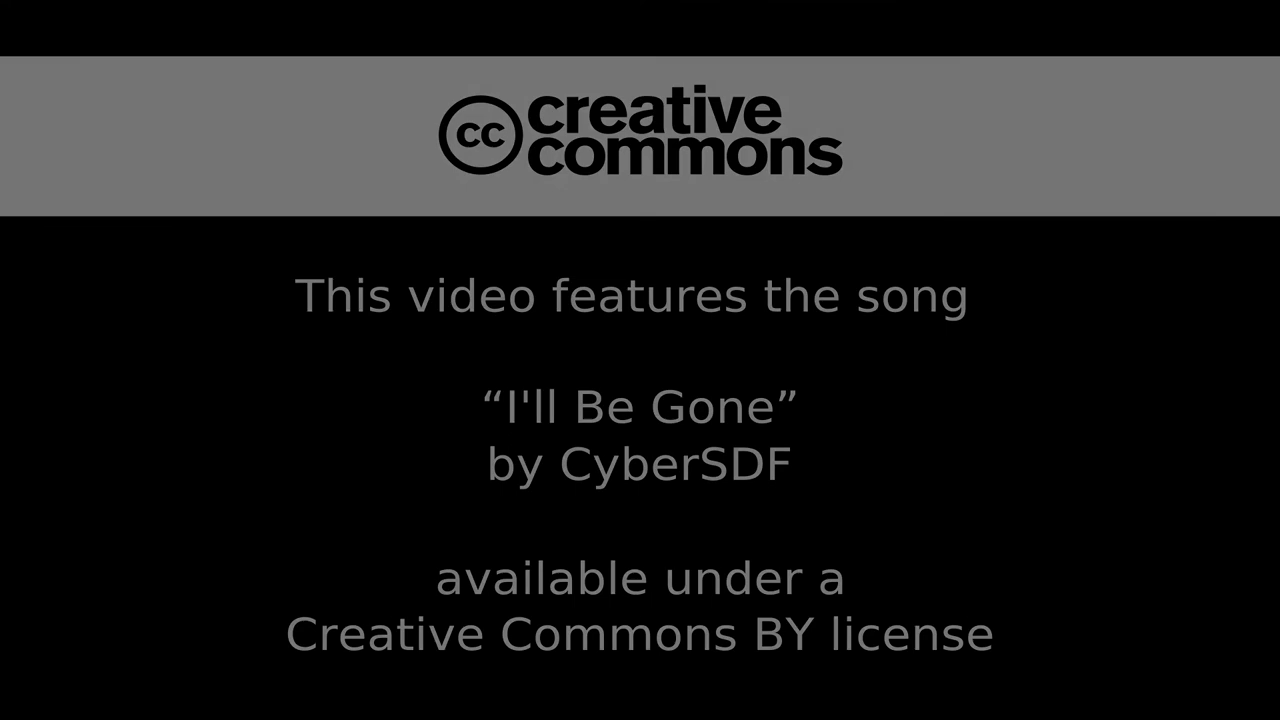 cc creative
commons
This video features the song
“I'll Be Gone”
by CyberSDF
available under a
Creative Commons BY license